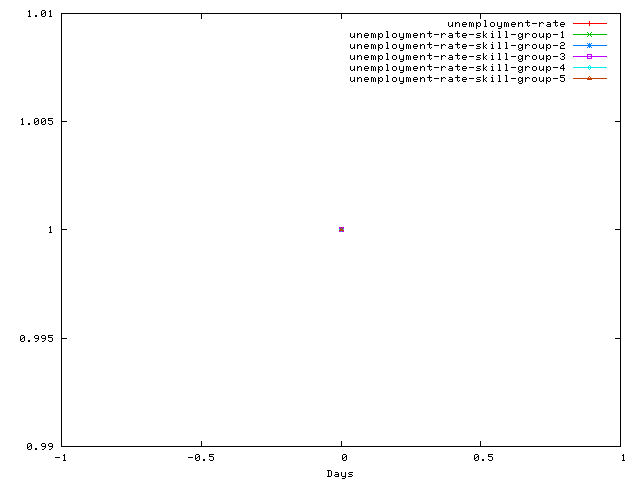 1.01
unemployment-rate
unemployment-rate-skill-group-1
unemployment-rate-skill-group-2
unemployment-rate-skill-group-3
unemployment-rate-skill-group-4
unemployment-rate-skill-group-5
1.005
1
0.995
0.99
-1 -0.5 0 0.5 1
Days